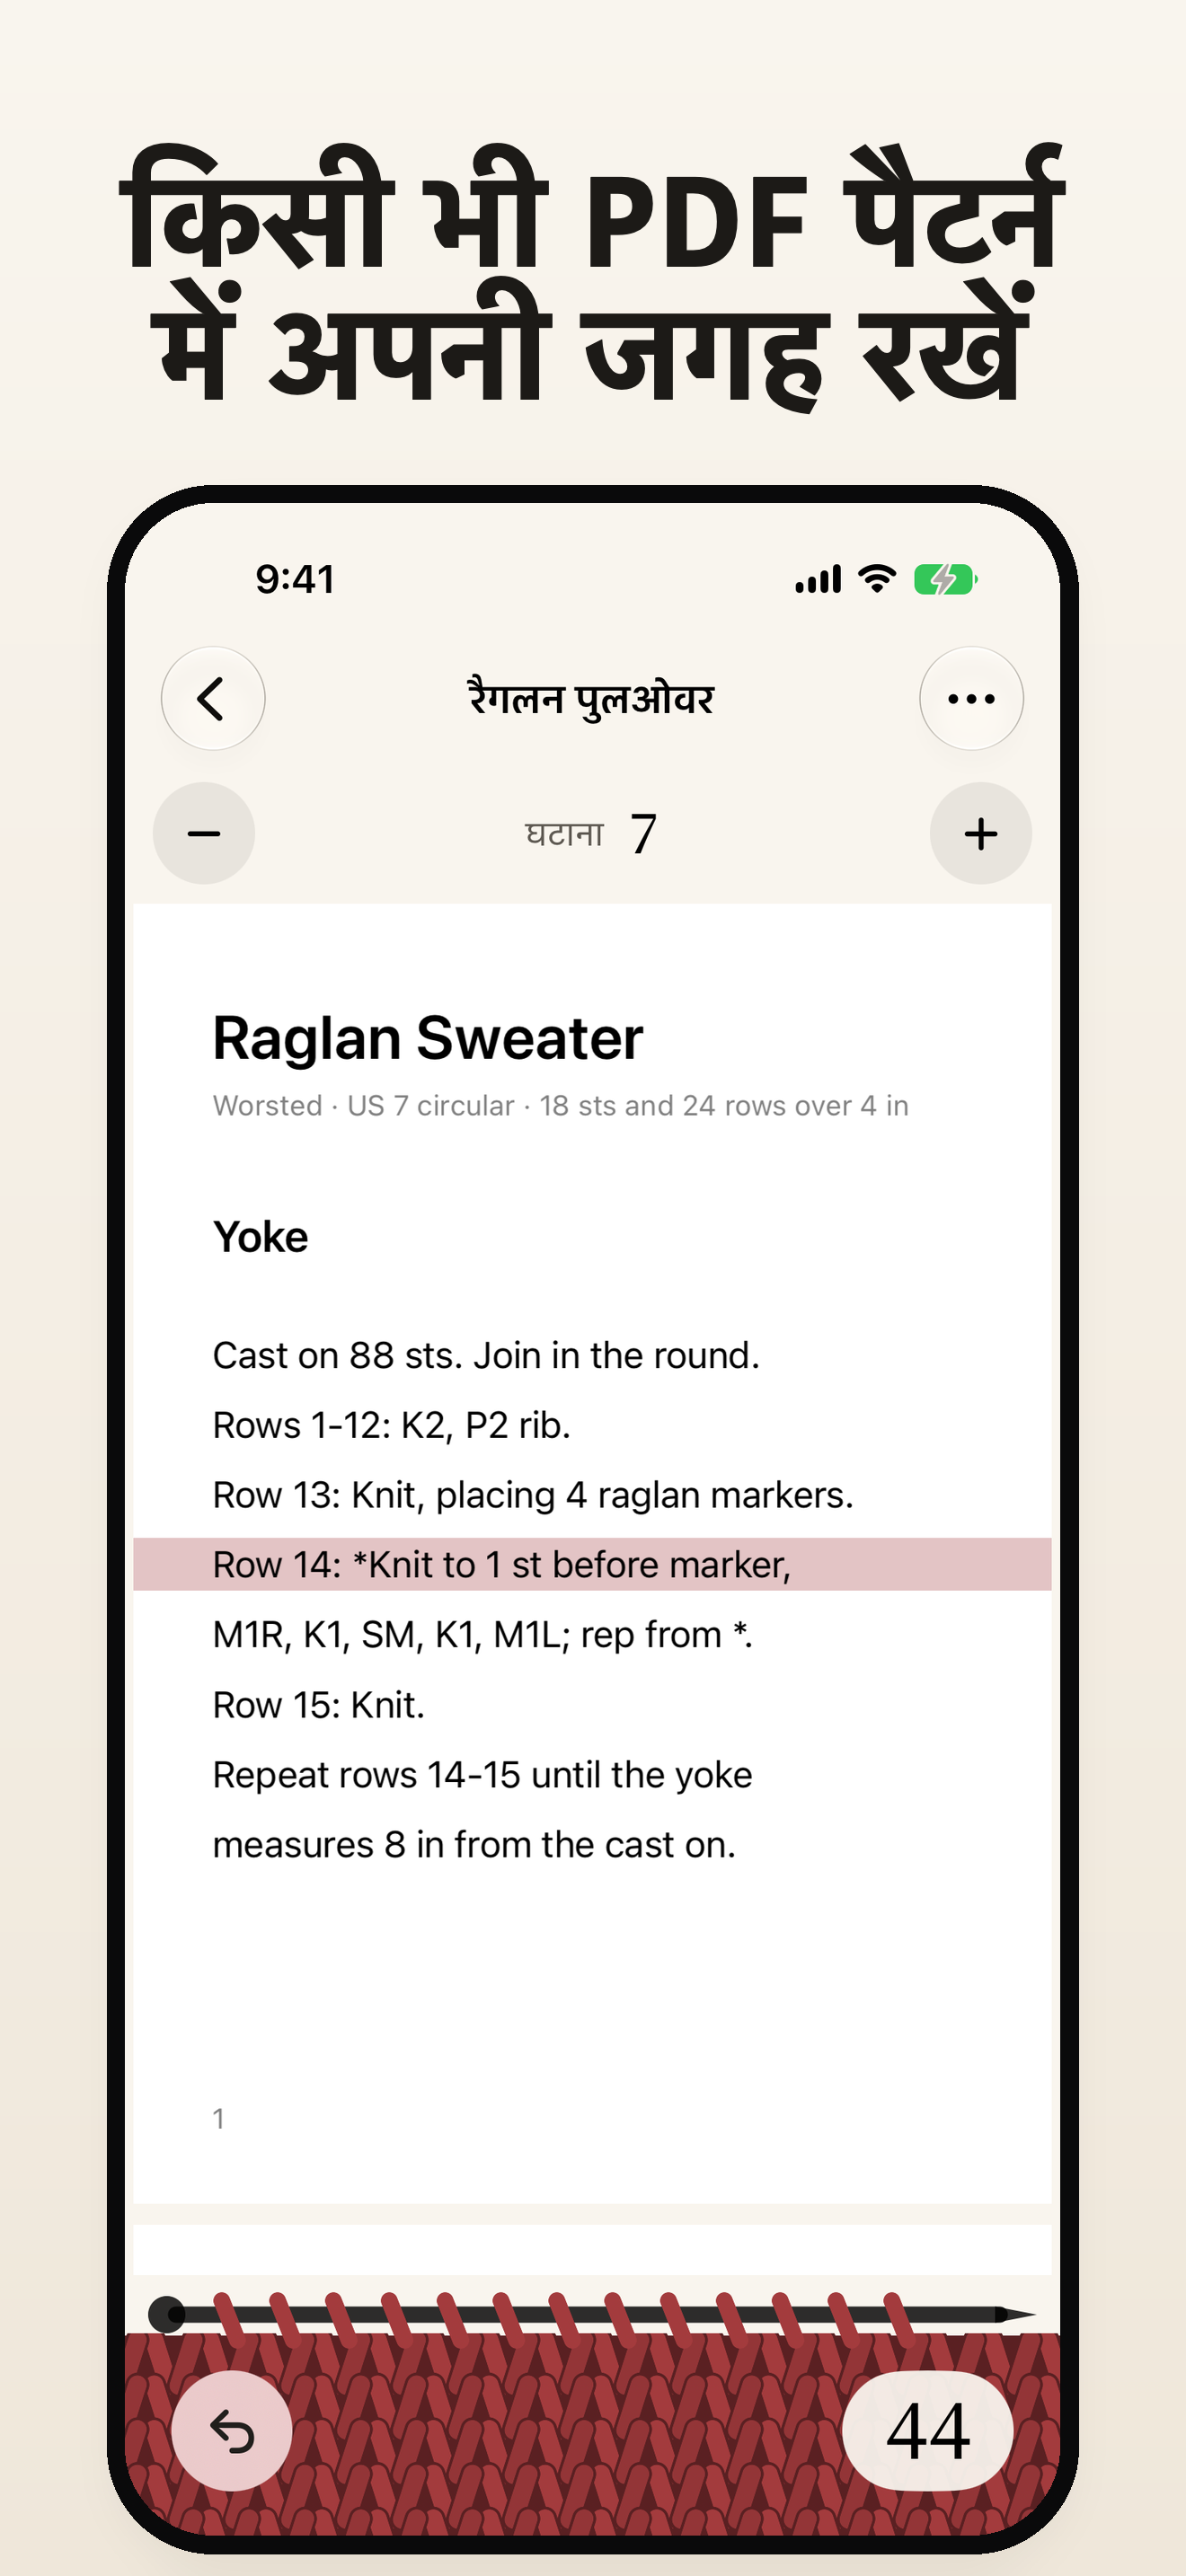 किसी भी PDF पैटर्न
में अपनी जगह रखें
9:41
रैगलन पुलओवर
घटाना 7
Raglan Sweater
Worsted · US 7 circular · 18 sts and 24 rows over 4 in
Yoke
Cast on 88 sts. Join in the round.
Rows 1-12: K2, P2 rib.
Row 13: Knit, placing 4 raglan markers.
Row 14: *Knit to 1 st before marker,
M1R, K1, SM, K1, M1L; rep from *.
Row 15: Knit.
Repeat rows 14-15 until the yoke
measures 8 in from the cast on.
1
44